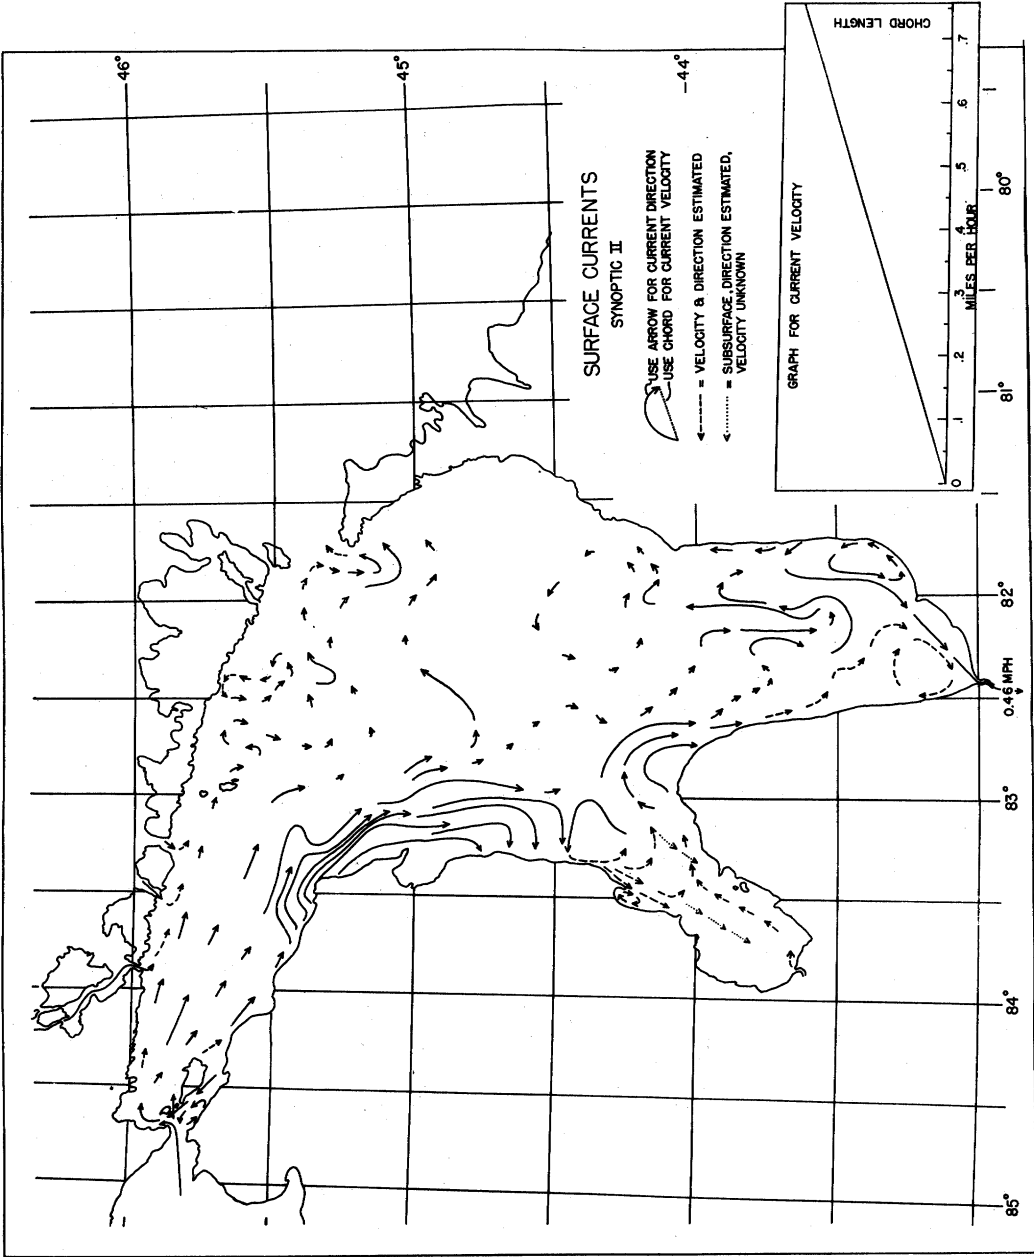 46°
45°
44°
SURFACE CURRENTS
SYNOPTIC II
USE ARROW FOR CURRENT DIRECTION
USE CHORD FOR CURRENT VELOCITY
= VELOCITY & DIRECTION ESTIMATED
= SUBSURFACE, DIRECTION ESTIMATED,
VELOCITY UNKNOWN
GRAPH FOR CURRENT VELOCITY
CHORD LENGTH
0 .1 .2 .3 .4 .5 .6 .7
MILES PER HOUR
85° 84° 83° 82° 81° 80°
0.46 MPH